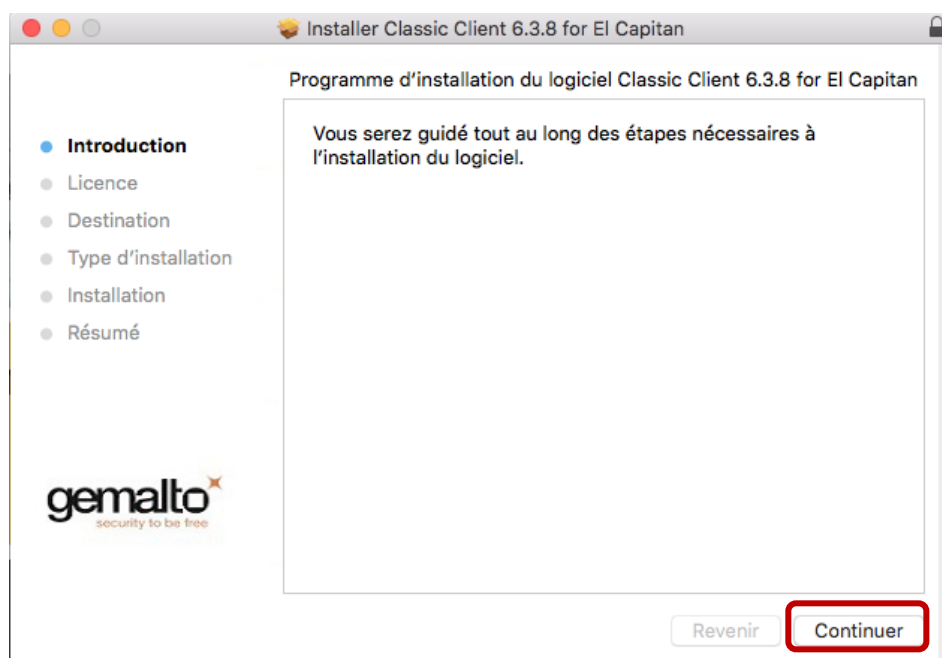 Installer Classic Client 6.3.8 for El Capitan
Programme d'installation du logiciel Classic Client 6.3.8 for El Capitan
Introduction
Licence
Destination
Type d'installation
Installation
Résumé
Vous serez guidé tout au long des étapes nécessaires à
l'installation du logiciel.
gemalto
security to be free
Revenir
Continuer